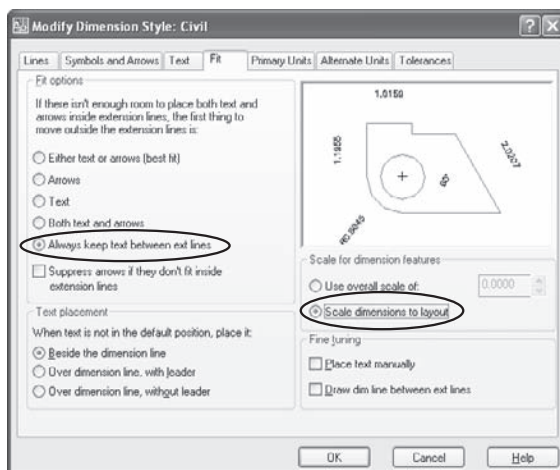 Modify Dimension Style: Civil
Lines Symbols and Arrows Text Fit Primary Units Alternate Units Tolerances
Fit options
If there isn't enough room to place both text and
arrows inside extension lines, the first thing to
move outside the extension lines is:
Either text or arrows (best fit)
Arrows
Text
Both text and arrows
Always keep text between ext lines
Suppress arrows if they don't fit inside
extension lines
Text placement
When text is not in the default position, place it:
Beside the dimension line
Over dimension line, with leader
Over dimension line, without leader
1.0159
1.1955
2.0207
60°
R0.8045
Scale for dimension features
Use overall scale of:
0.0000
Scale dimensions to layout
Fine tuning
Place text manually
Draw dim line between ext lines
OK Cancel Help